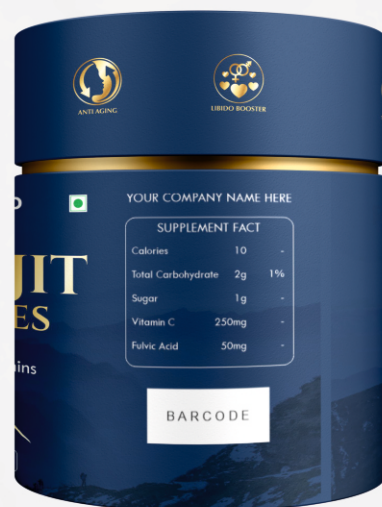 ANTI AGING
LIBIDO BOOSTER
YOUR COMPANY NAME HERE
JIT
ES
ins
SUPPLEMENT FACT
Calories 10 -
Total Carbohydrate 2g 1%
Sugar 1g -
Vitamin C 250mg -
Fulvic Acid 50mg -
BARCODE